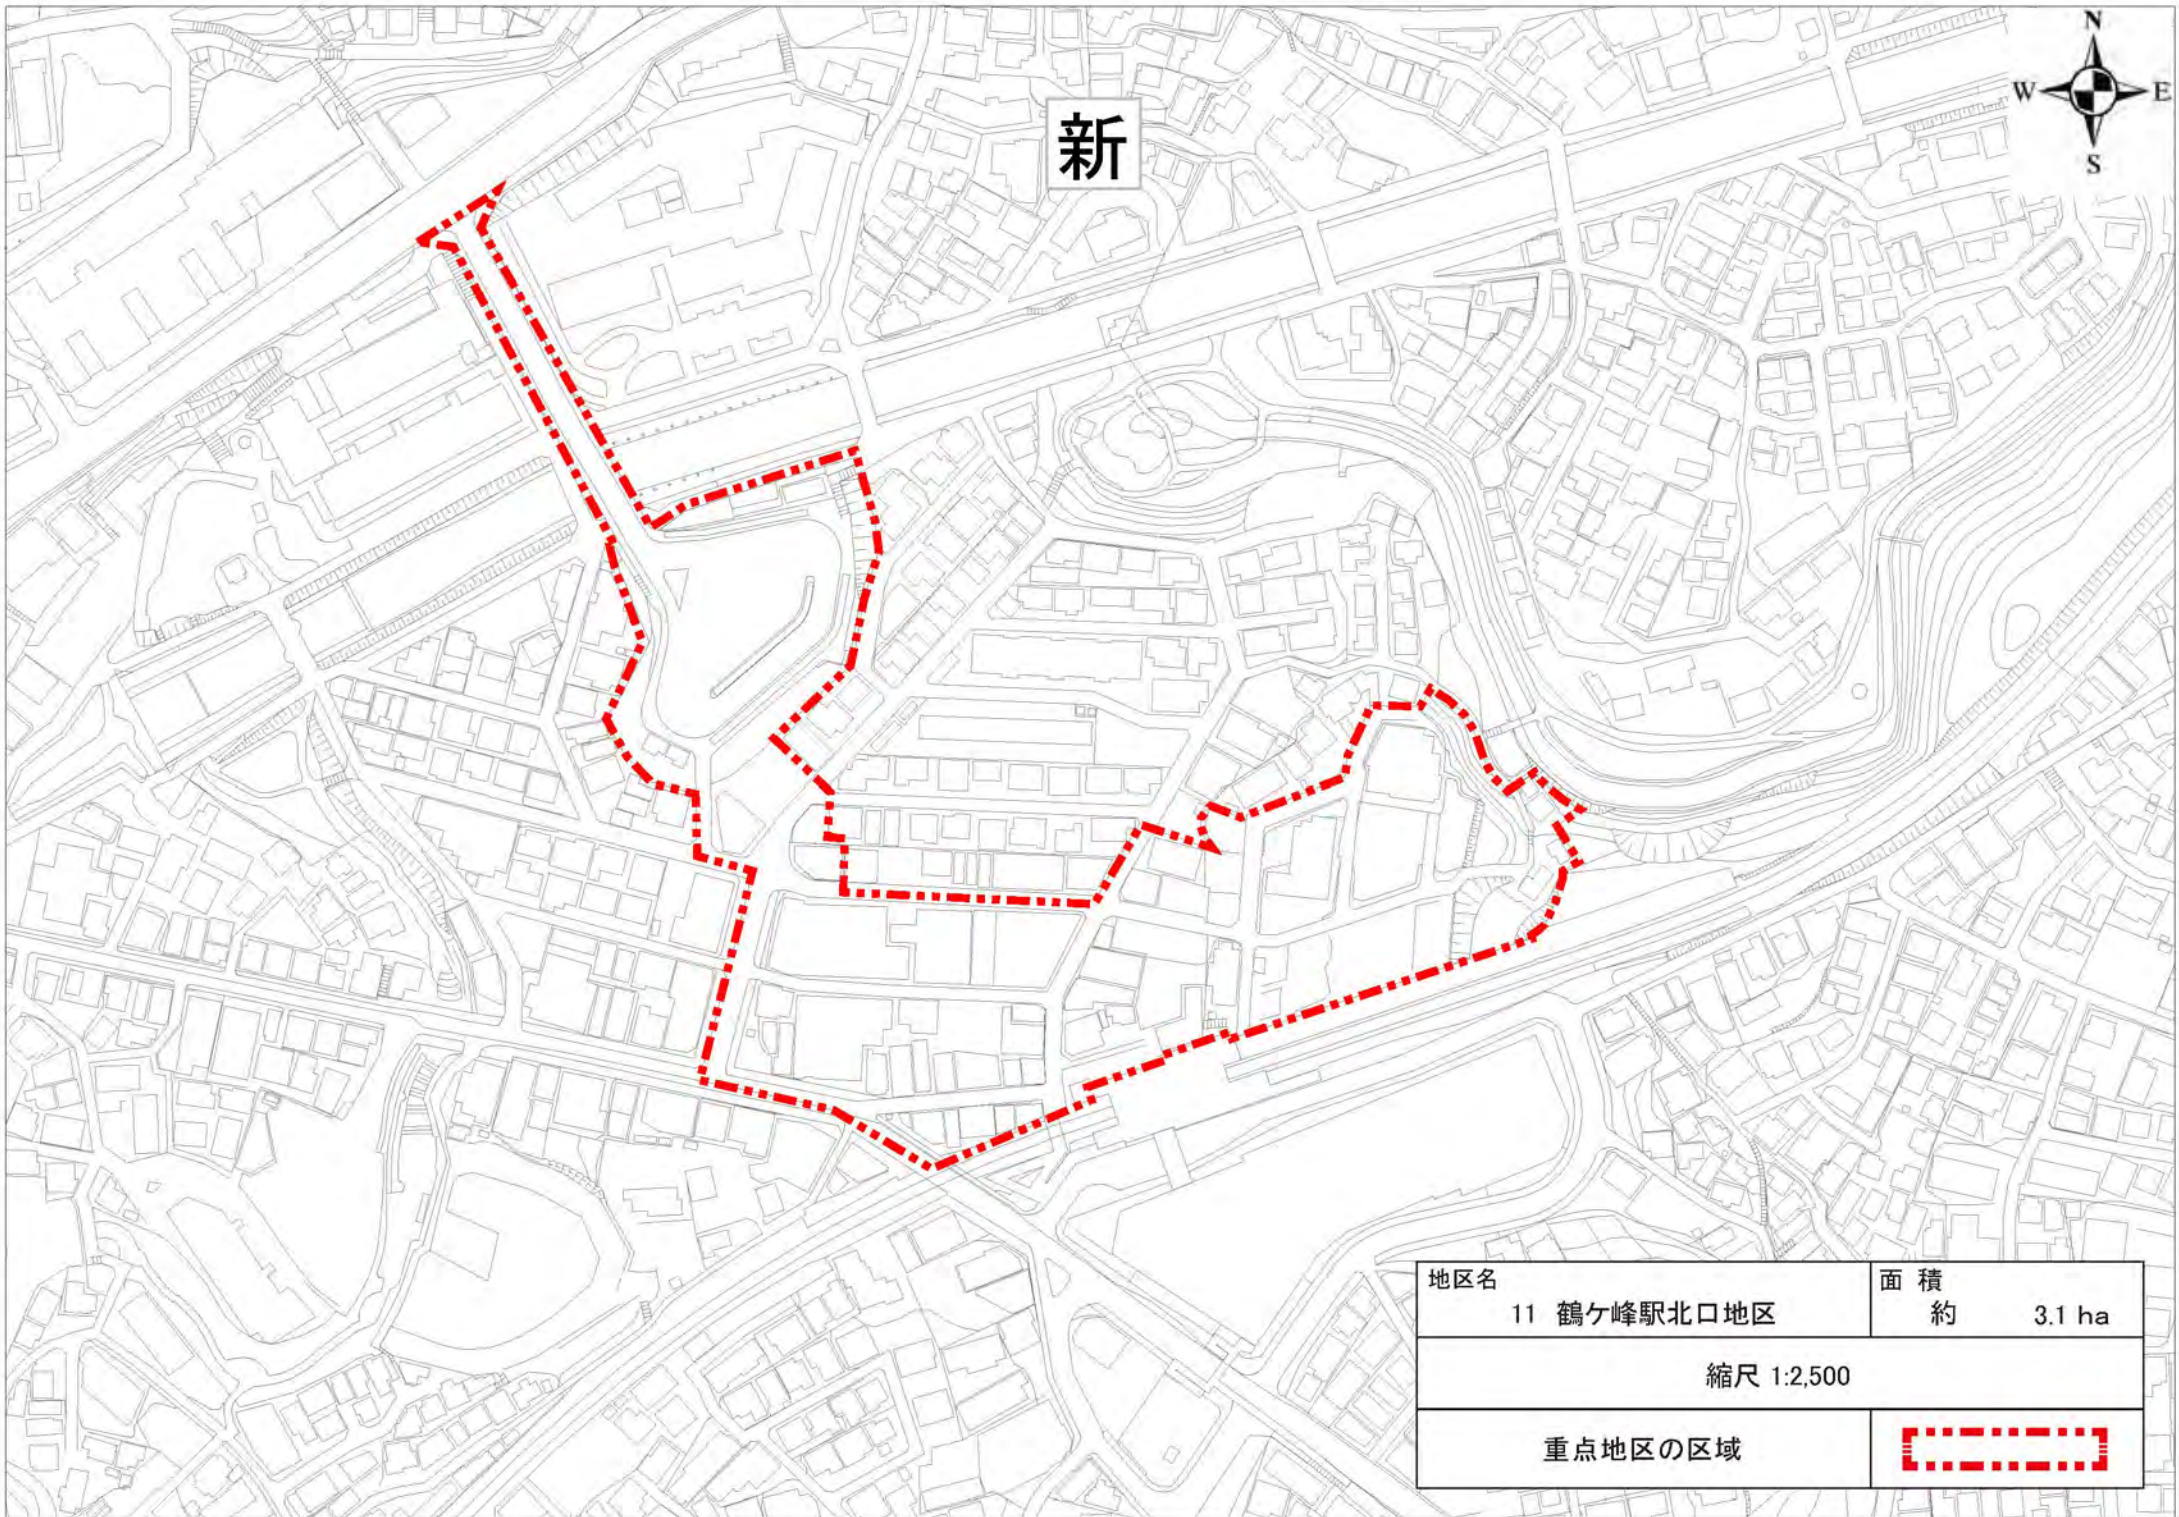 N
W E
S
新
地区名
11 鶴ケ峰駅北口地区
面 積
約 3.1 ha
縮尺 1:2,500
重点地区の区域